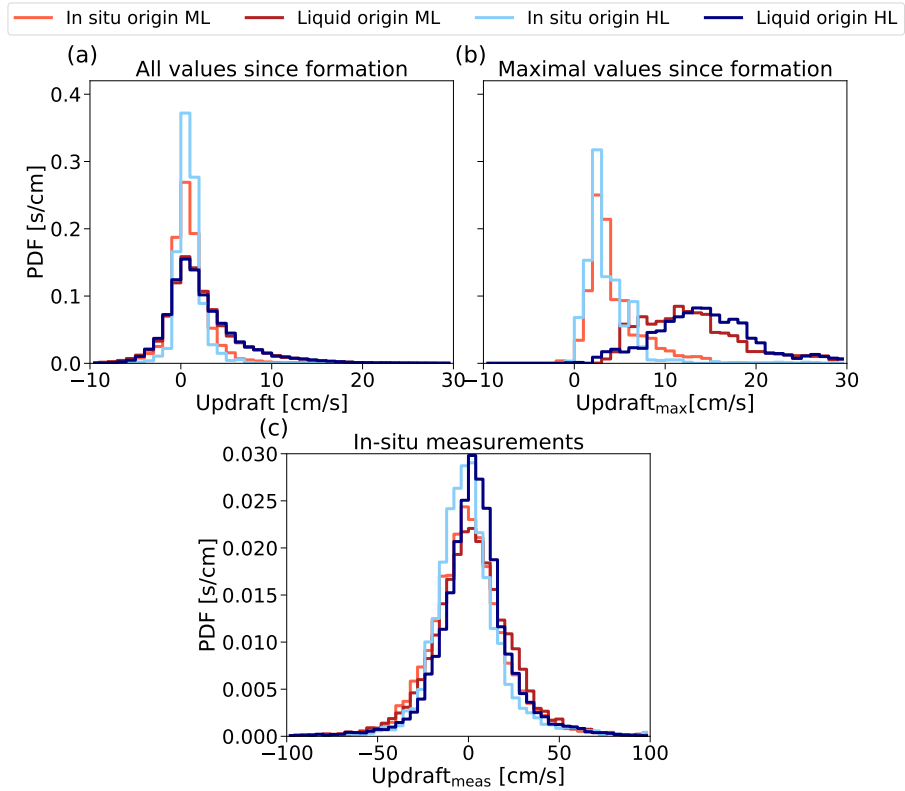 In situ origin ML Liquid origin ML In situ origin HL Liquid origin HL
(a) (b)
All values since formation Maximal values since formation
PDF [s/cm]
0.4
0.3
0.2
0.1
0.0
−10 0 10 20 30
Updraft [cm/s]
−10 0 10 20 30
Updraftmax[cm/s]
(c)
In-situ measurements
PDF [s/cm]
0.030
0.025
0.020
0.015
0.010
0.005
0.000
−100 −50 0 50 100
Updraftmeas [cm/s]